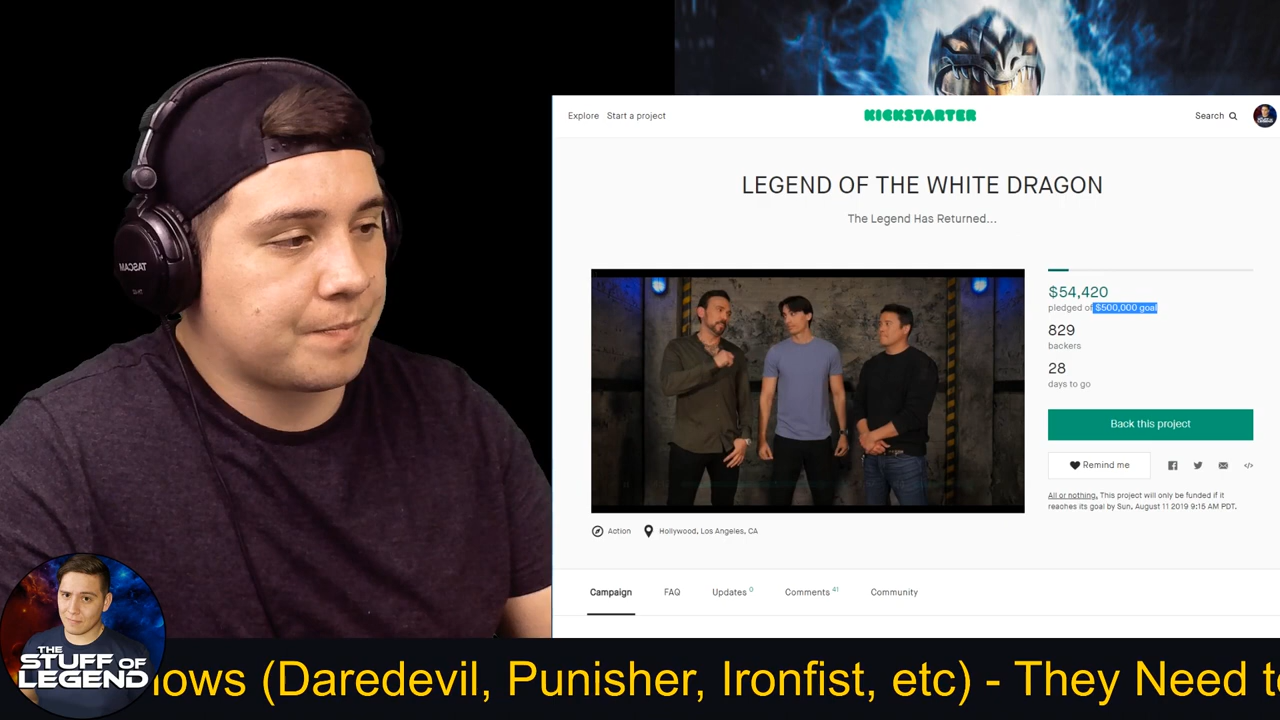 Explore Start a project KICKSTARTER Search
LEGEND OF THE WHITE DRAGON
The Legend Has Returned...
$54,420
pledged of $500,000 goal
829
backers
28
days to go
Back this project
Remind me
All or nothing. This project will only be funded if it
reaches its goal by Sun, August 11 2019 9:15 AM PDT.
Action Hollywood, Los Angeles, CA
Campaign FAQ Updates 0 Comments 41 Community
TASCAM
THE
STUFF OF
LEGEND
(Daredevil, Punisher, Ironfist, etc) - They Need